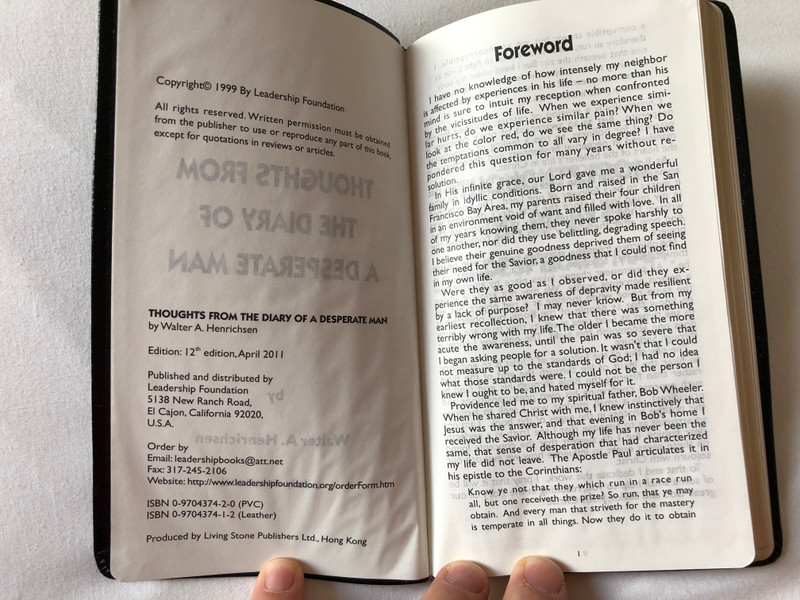 Copyright© 1999 By Leadership Foundation
All rights reserved. Written permission must be obtained
from the publisher to use or reproduce any part of this book,
except for quotations in reviews or articles.
THOUGHTS FROM
THE DIARY OF
A DESPERATE MAN
THOUGHTS FROM THE DIARY OF A DESPERATE MAN
by Walter A. Henrichsen
Edition: 12th edition, April 2011
Published and distributed by
Leadership Foundation
5138 New Ranch Road,
El Cajon, California 92020,
U.S.A.
by
Walter A. Henrichsen
Order by
Email: leadershipbooks@att.net
Fax: 317-245-2106
Website: http://www.leadershipfoundation.org/orderForm.htm
ISBN 0-9704374-2-0 (PVC)
ISBN 0-9704374-1-2 (Leather)
Produced by Living Stone Publishers Ltd., Hong Kong
Foreword
I have no knowledge of how intensely my neighbor
is affected by experiences in his life – no more than his
mind is sure to intuit my reception when confronted
by the vicissitudes of life. When we experience simi-
lar hurts, do we experience similar pain? When we
look at the color red, do we see the same thing? Do
the temptations common to all vary in degree? I have
pondered this question for many years without re-
solution.
In His infinite grace, our Lord gave me a wonderful
family in idyllic conditions. Born and raised in the San
Francisco Bay Area, my parents raised their four children
in an environment void of want and filled with love. In all
of my years knowing them, they never spoke harshly to
one another, nor did they use belittling, degrading speech.
I believe their genuine goodness deprived them of seeing
their need for the Savior, a goodness that I could not find
in my own life.
Were they as good as I observed, or did they ex-
perience the same awareness of depravity made resilient
by a lack of purpose? I may never know. But from my
earliest recollection, I knew that there was something
terribly wrong with my life. The older I became the more
acute the awareness, until the pain was so severe that
I began asking people for a solution. It wasn't that I could
not measure up to the standards of God; I had no idea
what those standards were. I could not be the person I
knew I ought to be, and hated myself for it.
Providence led me to my spiritual father, Bob Wheeler.
When he shared Christ with me, I knew instinctively that
Jesus was the answer, and that evening in Bob's home I
received the Savior. Although my life has never been the
same, that sense of desperation that had characterized
my life did not leave. The Apostle Paul articulates it in
his epistle to the Corinthians:
Know ye not that they which run in a race run
all, but one receiveth the prize? So run, that ye may
obtain. And every man that striveth for the mastery
is temperate in all things. Now they do it to obtain
I